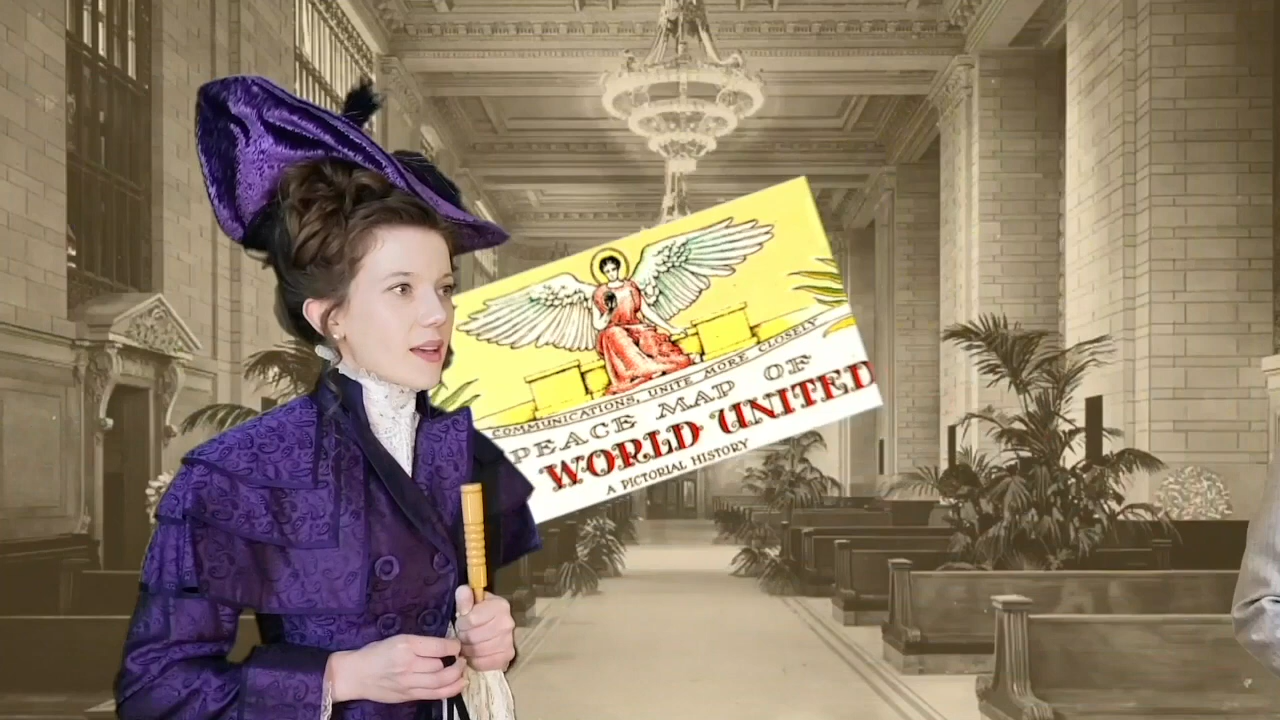 COMMUNICATIONS, UNITE MORE CLOSELY
PEACE MAP OF
WORLD UNITED
A PICTORIAL HISTORY